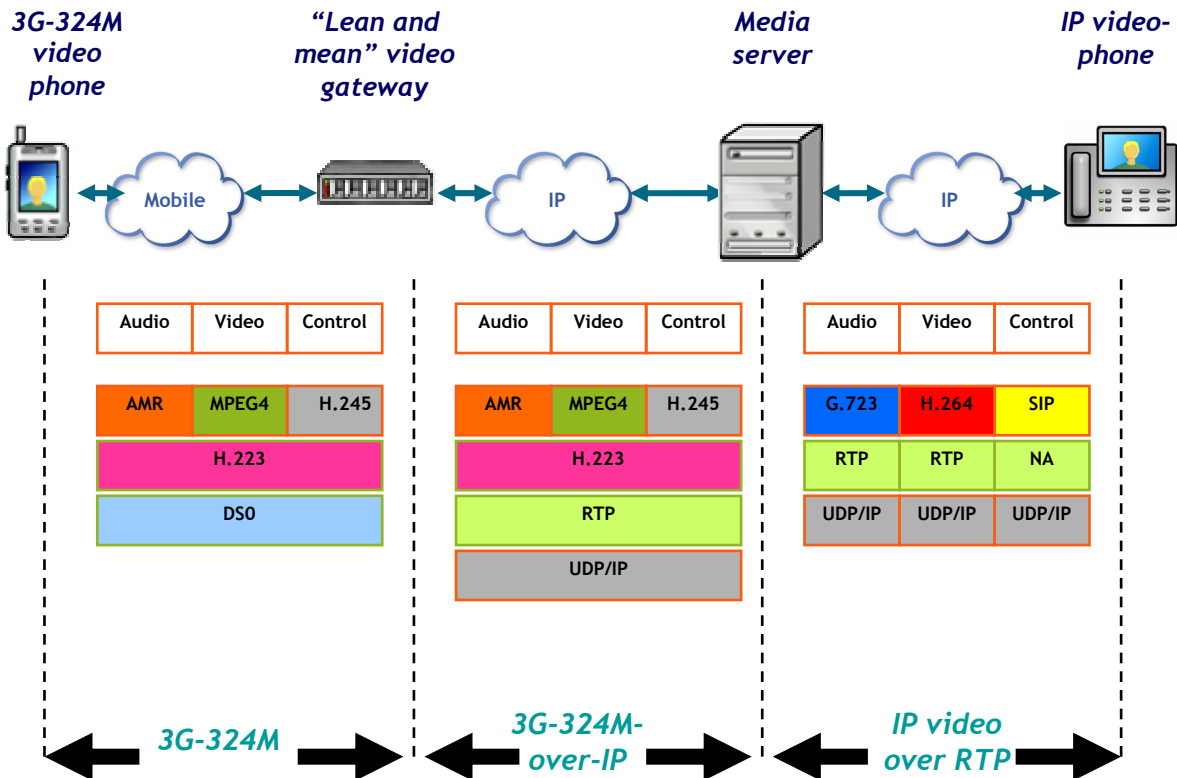 3G-324M
video
phone
“Lean and
mean” video
gateway
Media
server
IP video-
phone
Mobile
IP
IP
Audio Video Control
AMR MPEG4 H.245
H.223
DS0
Audio Video Control
AMR MPEG4 H.245
H.223
RTP
UDP/IP
Audio Video Control
G.723 H.264 SIP
RTP RTP NA
UDP/IP UDP/IP UDP/IP
3G-324M
3G-324M-
over-IP
IP video
over RTP